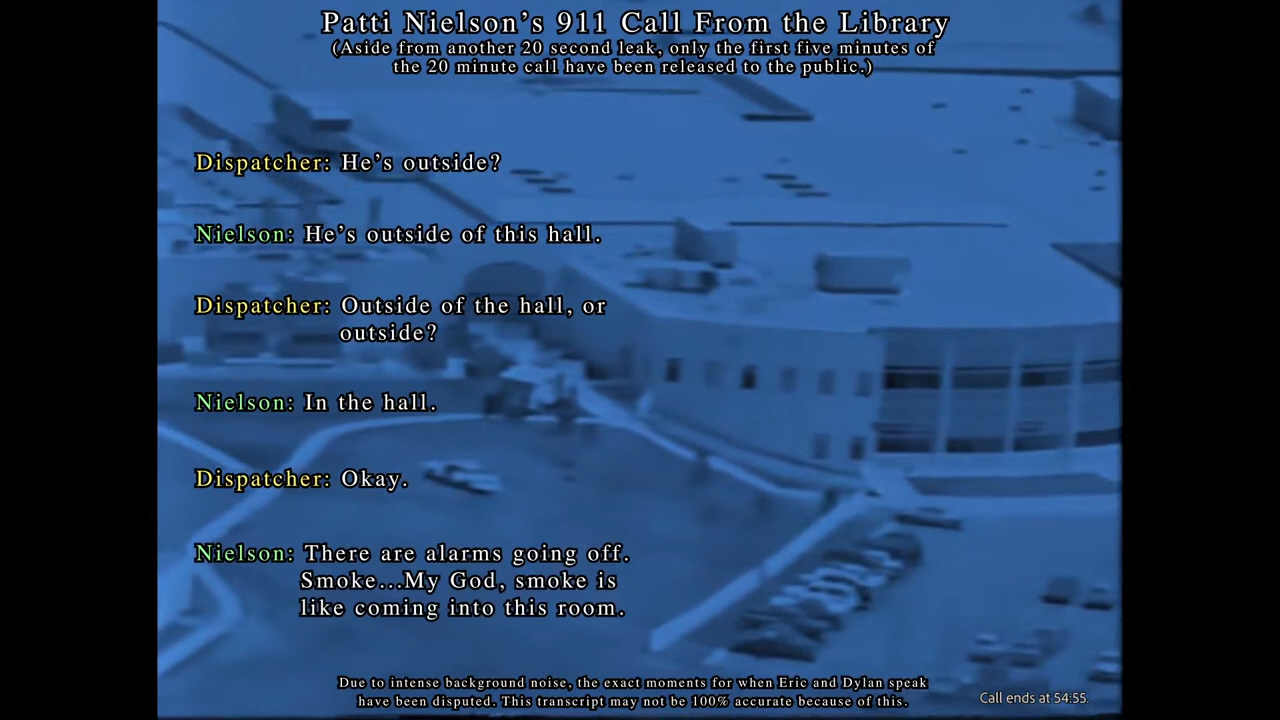 Patti Nielson's 911 Call From the Library
(Aside from another 20 second leak, only the first five minutes of
the 20 minute call have been released to the public.)
Dispatcher: He's outside?
Nielson: He's outside of this hall.
Dispatcher: Outside of the hall, or
outside?
Nielson: In the hall.
Dispatcher: Okay.
Nielson: There are alarms going off.
Smoke...My God, smoke is
like coming into this room.
Due to intense background noise, the exact moments for when Eric and Dylan speak
have been disputed. This transcript may not be 100% accurate because of this.
Call ends at 54:55.